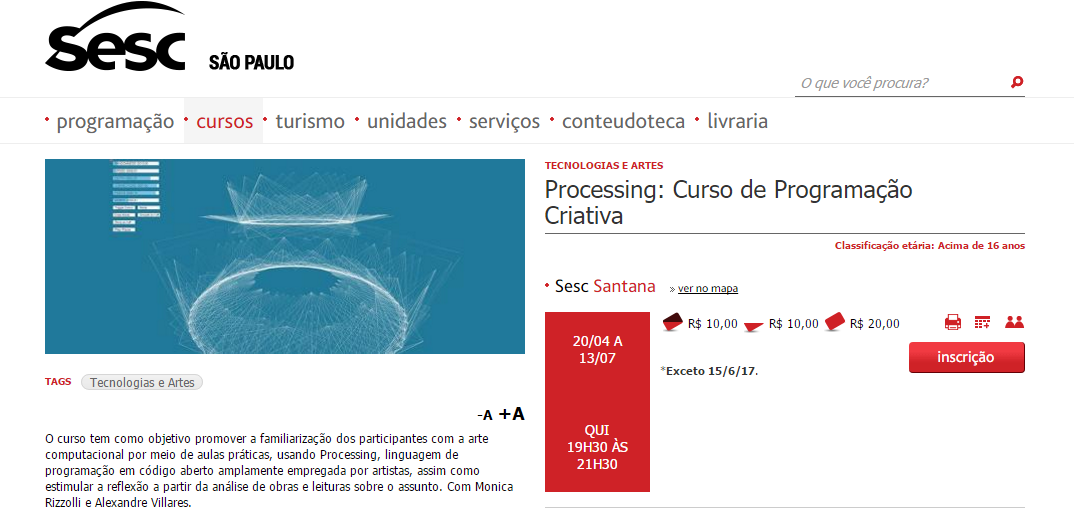 Sesc
SÃO PAULO
O que você procura?
programação
cursos
turismo
unidades
serviços
conteudoteca
livraria
TECNOLOGIAS E ARTES
Processing: Curso de Programação
Criativa
Classificação etária: Acima de 16 anos
Sesc Santana » ver no mapa
20/04 A
13/07
QUI
19H30 ÀS
21H30
R$ 10,00 R$ 10,00 R$ 20,00
inscrição
*Exceto 15/6/17.
TAGS Tecnologias e Artes
-A +A
O curso tem como objetivo promover a familiarização dos participantes com a arte
computacional por meio de aulas práticas, usando Processing, linguagem de
programação em código aberto amplamente empregada por artistas, assim como
estimular a reflexão a partir da análise de obras e leituras sobre o assunto. Com Monica
Rizzolli e Alexandre Villares.